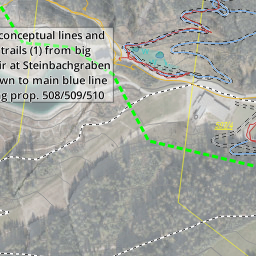 conceptual lines and
trails (1) from big
ir at Steinbachgraben
wn to main blue line
g prop. 508/509/510